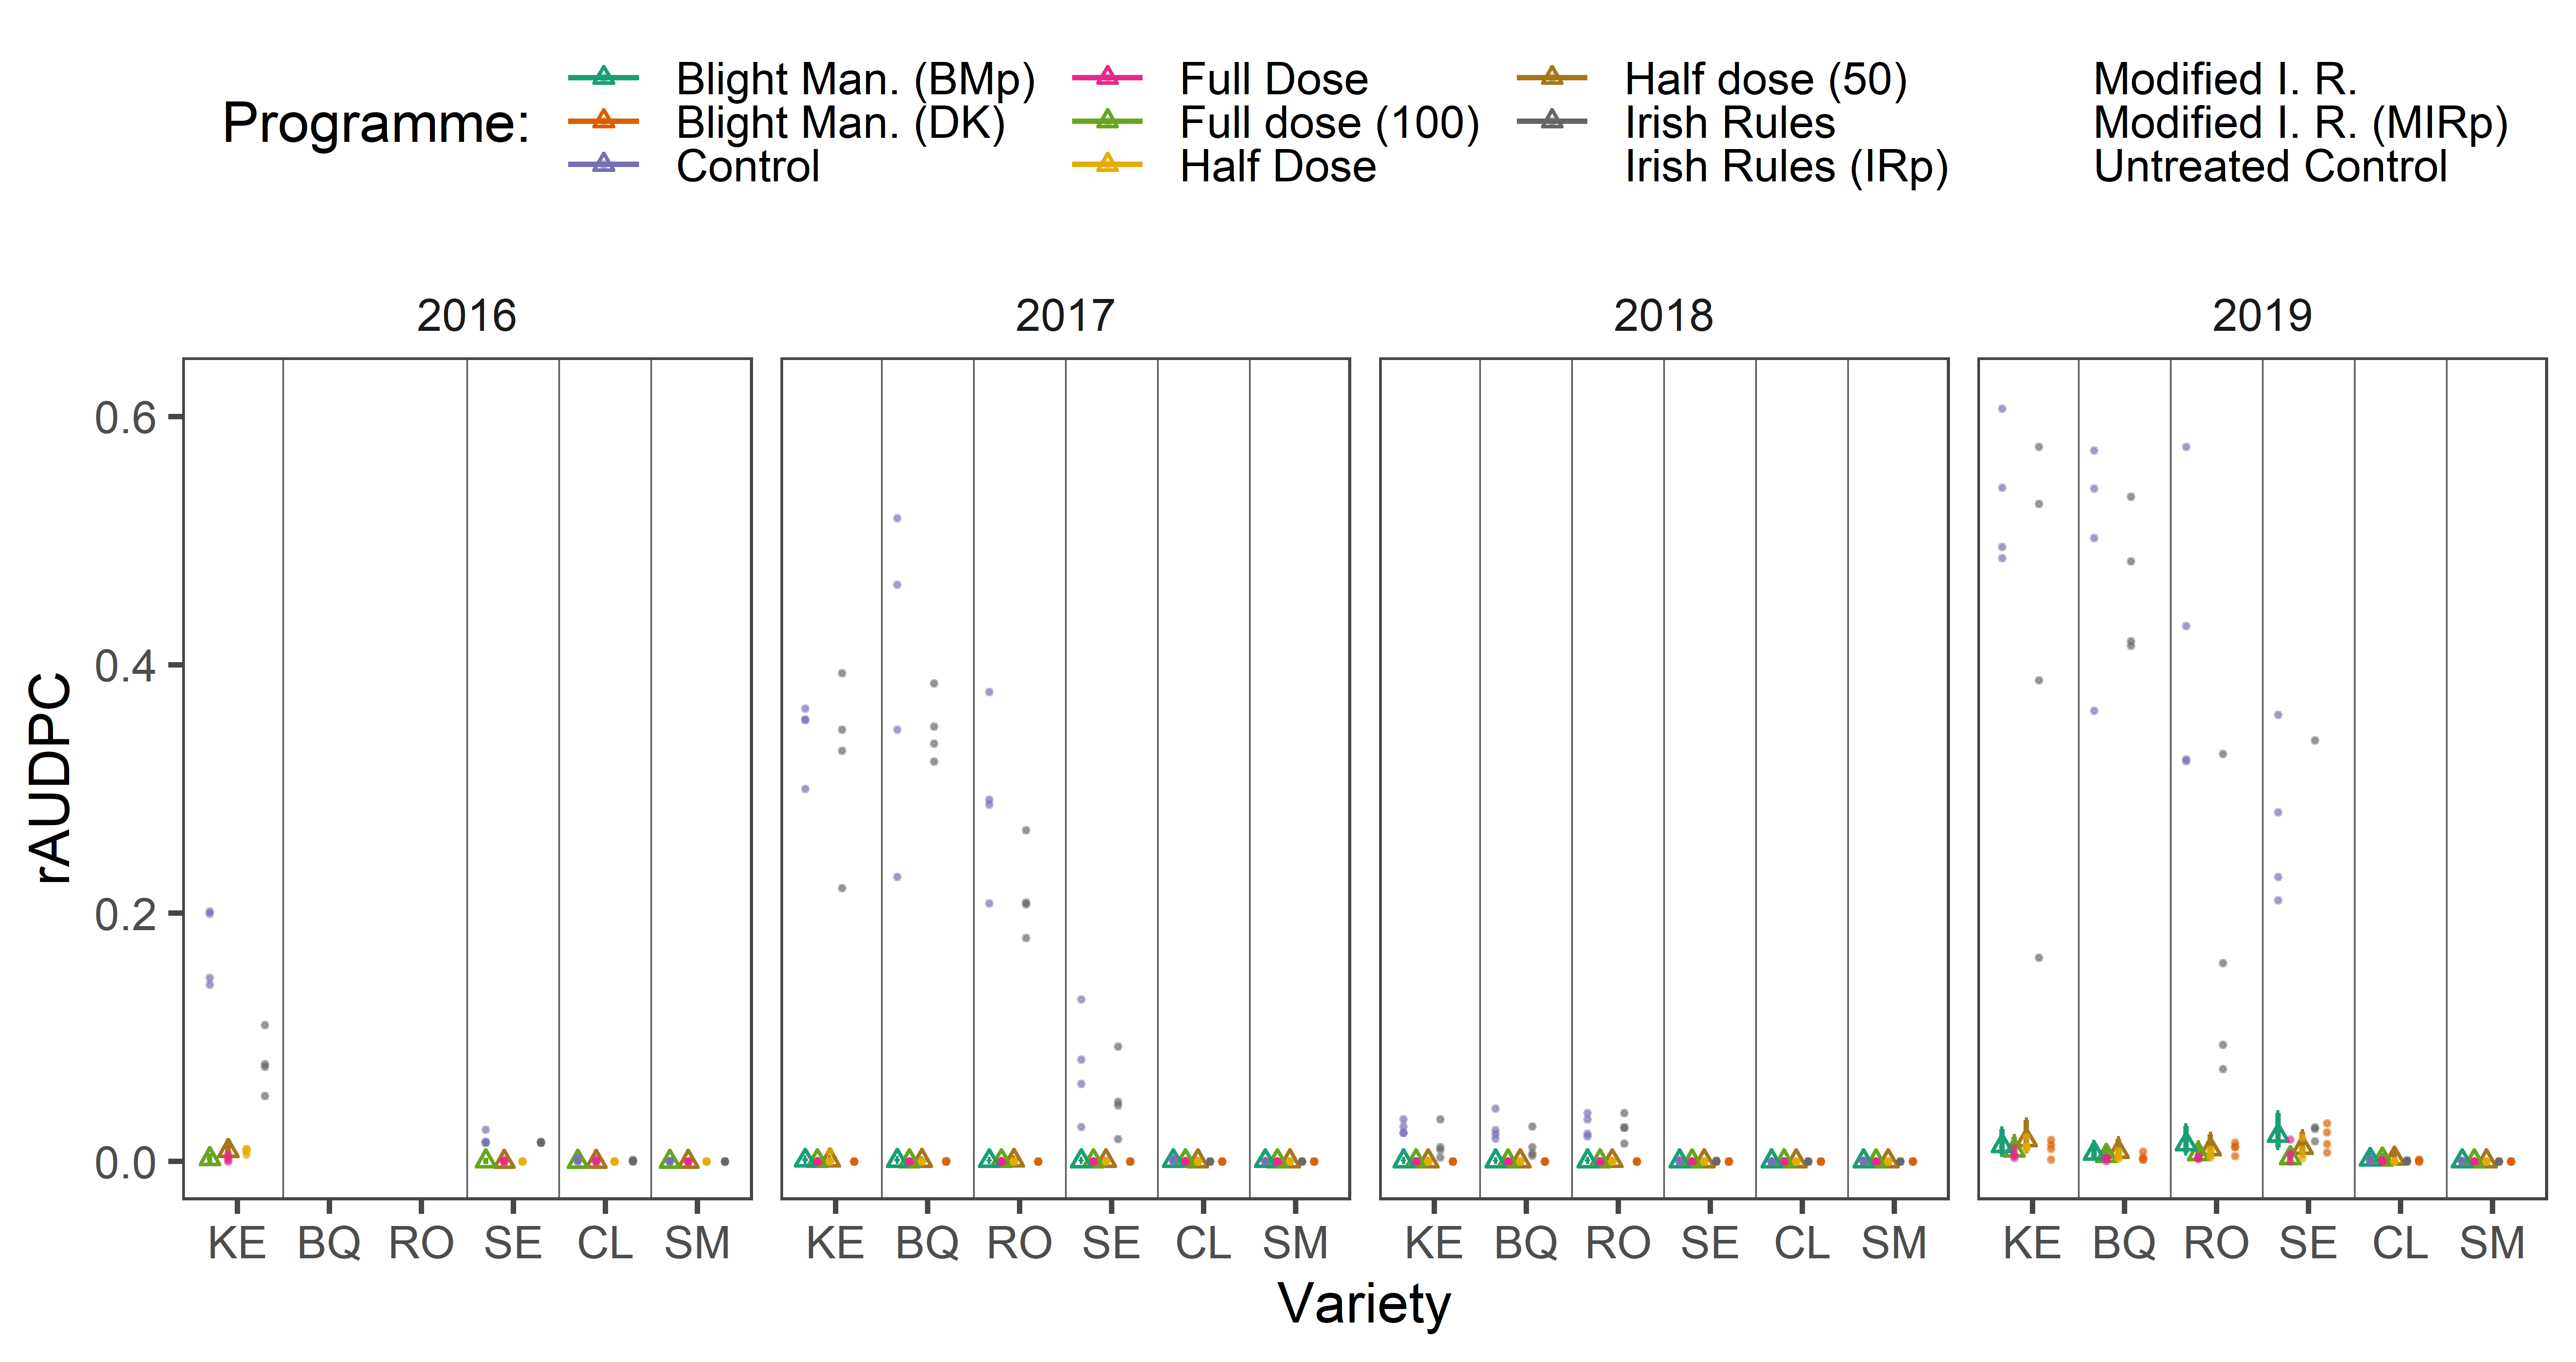 Programme:
Blight Man. (BMp)
Blight Man. (DK)
Control
Full Dose
Full dose (100)
Half Dose
Half dose (50)
Irish Rules
Irish Rules (IRp)
Modified I. R.
Modified I. R. (MIRp)
Untreated Control
2016
2017
2018
2019
rAUDPC
0.6
0.4
0.2
0.0
KE BQ RO SE CL SM
KE BQ RO SE CL SM
KE BQ RO SE CL SM
KE BQ RO SE CL SM
Variety